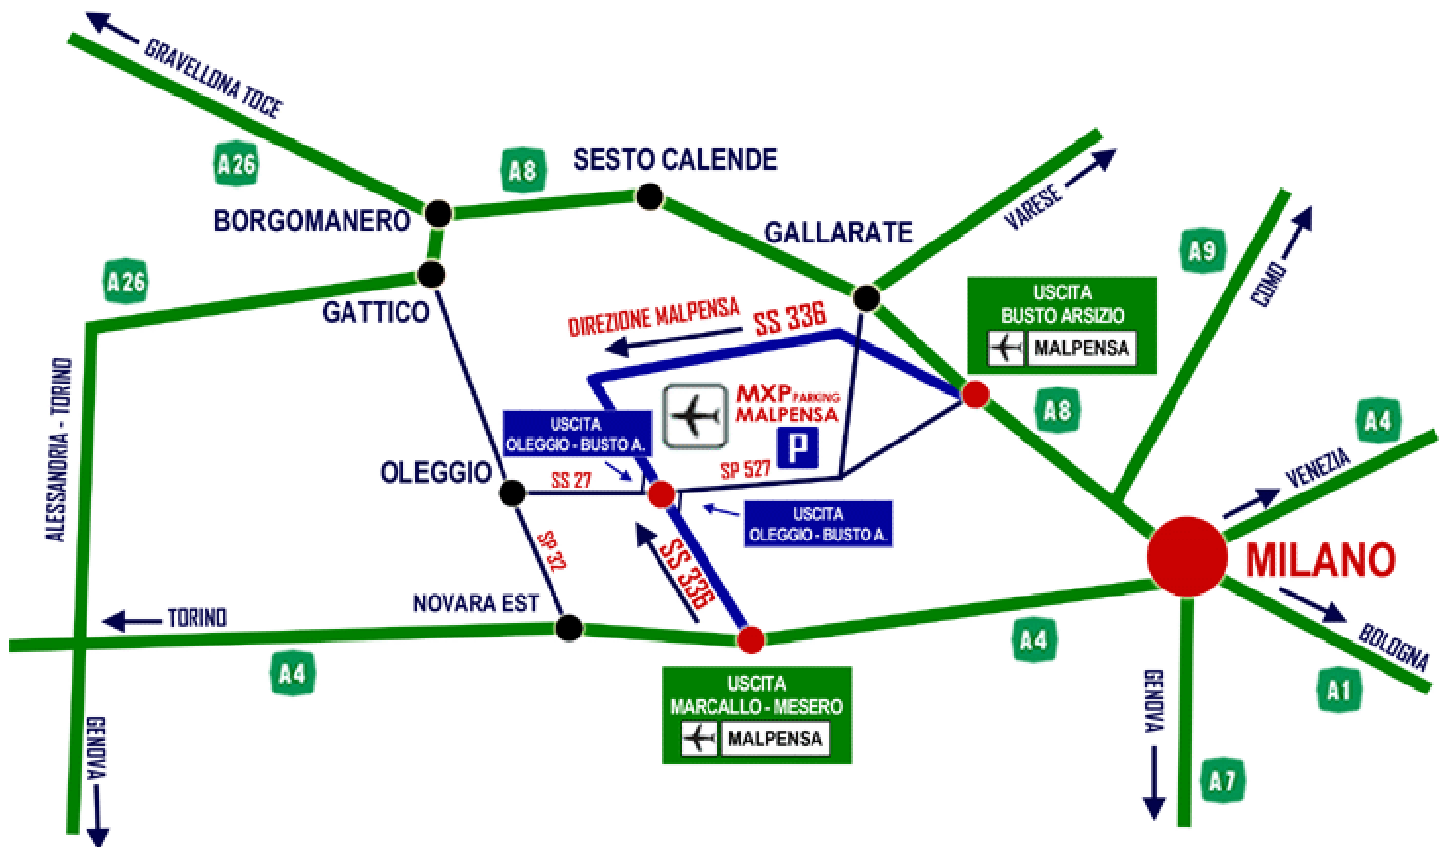 GRAVELLONA TOCE
A26
A8
SESTO CALENDE
BORGOMANERO
GALLARATE
VARESE
A9
COMO
A26
GATTICO
DIREZIONE MALPENSA
SS 336
USCITA
BUSTO ARSIZIO
MALPENSA
ALESSANDRIA - TORINO
MXP PARKING
MALPENSA
P
A8
A4
USCITA
OLEGGIO - BUSTO A.
OLEGGIO
SS 27
SP 527
VENEZIA
USCITA
OLEGGIO - BUSTO A.
SP 32
SS 336
MILANO
NOVARA EST
TORINO
A4
A4
BOLOGNA
A1
USCITA
MARCALLO - MESERO
MALPENSA
GENOVA
GENOVA
A7